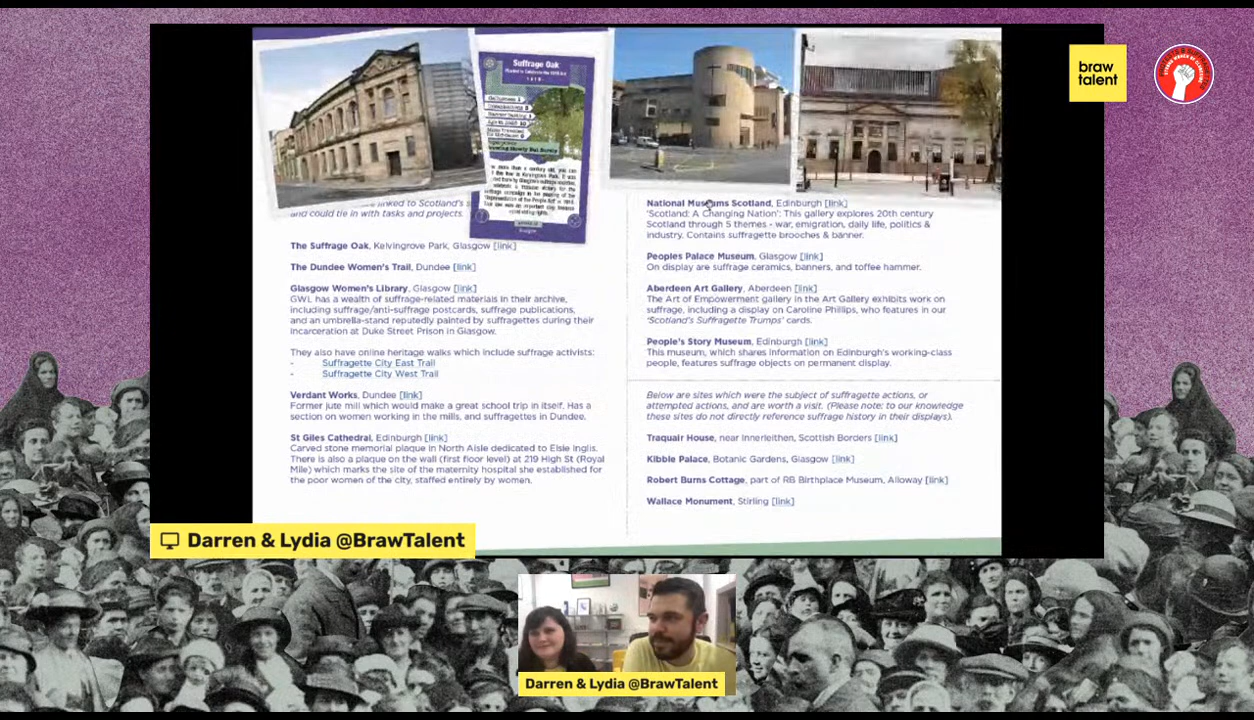 braw
talent
Suffrage Oak
are linked to Scotland's s
and could tie in with tasks and projects.
The Suffrage Oak, Kelvingrove Park, Glasgow [link]
The Dundee Women's Trail, Dundee [link]
Glasgow Women's Library, Glasgow [link]
GWL has a wealth of suffrage-related materials in their archive,
including suffrage/anti-suffrage postcards, suffrage publications,
and an umbrella-stand reputedly painted by suffragettes during their
incarceration at Duke Street Prison in Glasgow.
They also have online heritage walks which include suffrage activists:
- Suffragette City East Trail
- Suffragette City West Trail
Verdant Works, Dundee [link]
Former jute mill which would make a great school trip in itself. Has a
section on women working in the mills, and suffragettes in Dundee.
St Giles Cathedral, Edinburgh [link]
Carved stone memorial plaque in North Aisle dedicated to Elsie Inglis.
There is also a plaque on the wall (first floor level) at 219 High St (Royal
Mile) which marks the site of the maternity hospital she established for
the poor women of the city, staffed entirely by women.
National Museums Scotland, Edinburgh [link]
'Scotland: A Changing Nation': This gallery explores 20th century
Scotland through 5 themes - war, emigration, daily life, politics &
industry. Contains suffragette brooches & banner.
Peoples Palace Museum, Glasgow [link]
On display are suffrage ceramics, banners, and toffee hammer.
Aberdeen Art Gallery, Aberdeen [link]
The Art of Empowerment gallery in the Art Gallery exhibits work on
suffrage, including a display on Caroline Phillips, who features in our
'Scotland's Suffragette Trumps' cards.
People's Story Museum, Edinburgh [link]
This museum, which shares information on Edinburgh's working-class
people, features suffrage objects on permanent display.
Below are sites which were the subject of suffragette actions, or
attempted actions, and are worth a visit. (Please note: to our knowledge
these sites do not directly reference suffrage history in their displays).
Traquair House, near Innerleithen, Scottish Borders [link]
Kibble Palace, Botanic Gardens, Glasgow [link]
Robert Burns Cottage, part of RB Birthplace Museum, Alloway [link]
Wallace Monument, Stirling [link]
Darren & Lydia @BrawTalent
Darren & Lydia @BrawTalent